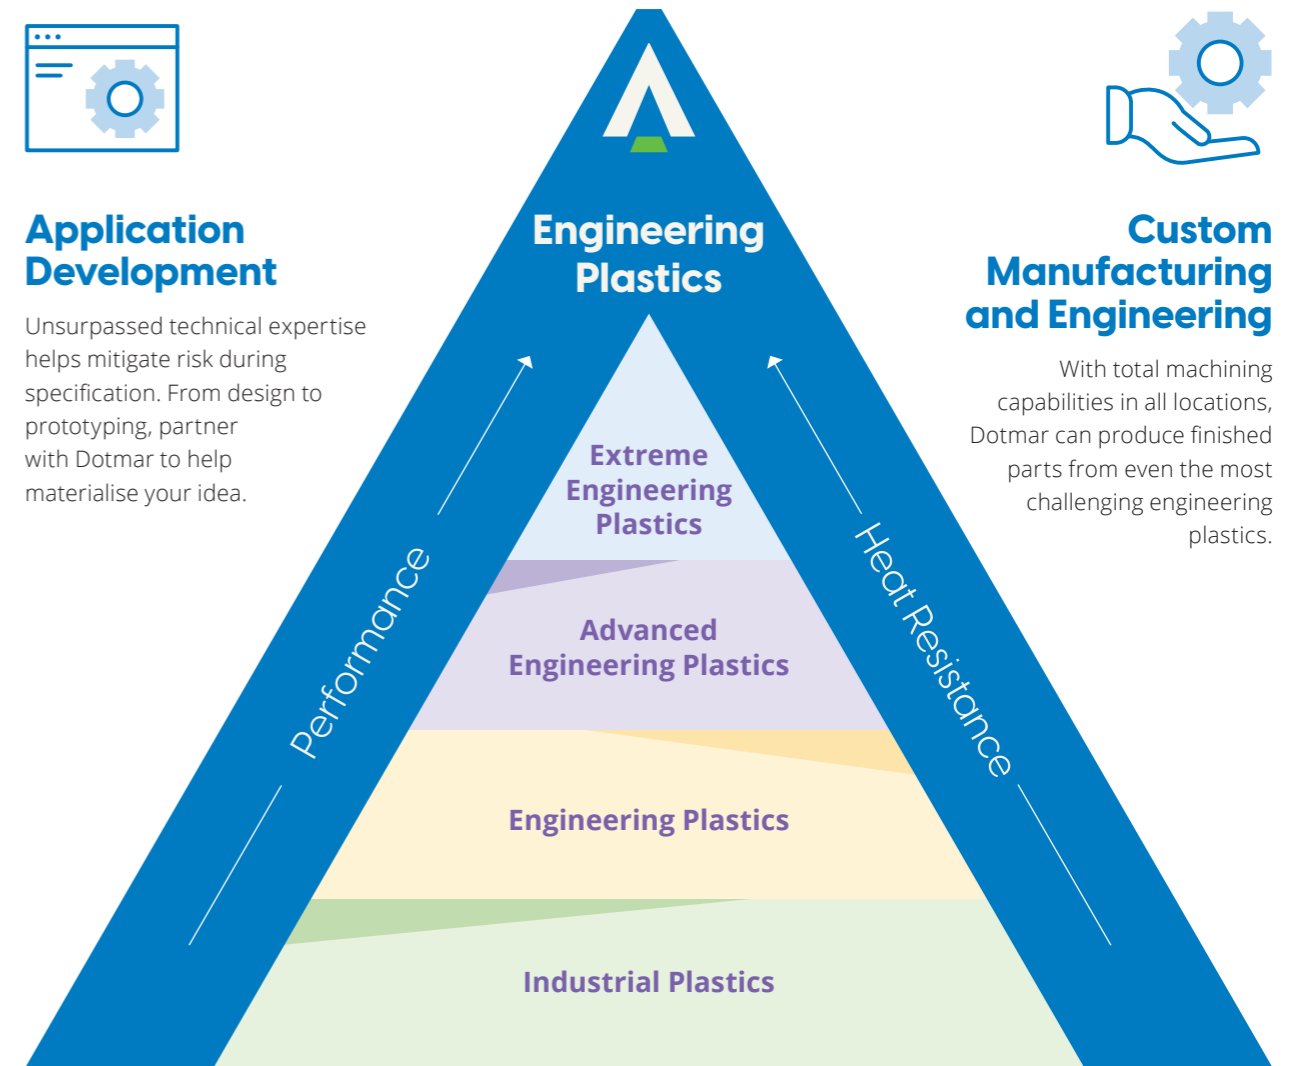 Application
Development
Unsurpassed technical expertise
helps mitigate risk during
specification. From design to
prototyping, partner
with Dotmar to help
materialise your idea.
Engineering
Plastics
Performance
Heat Resistance
Extreme
Engineering
Plastics
Advanced
Engineering Plastics
Engineering Plastics
Industrial Plastics
Custom
Manufacturing
and Engineering
With total machining
capabilities in all locations,
Dotmar can produce finished
parts from even the most
challenging engineering
plastics.